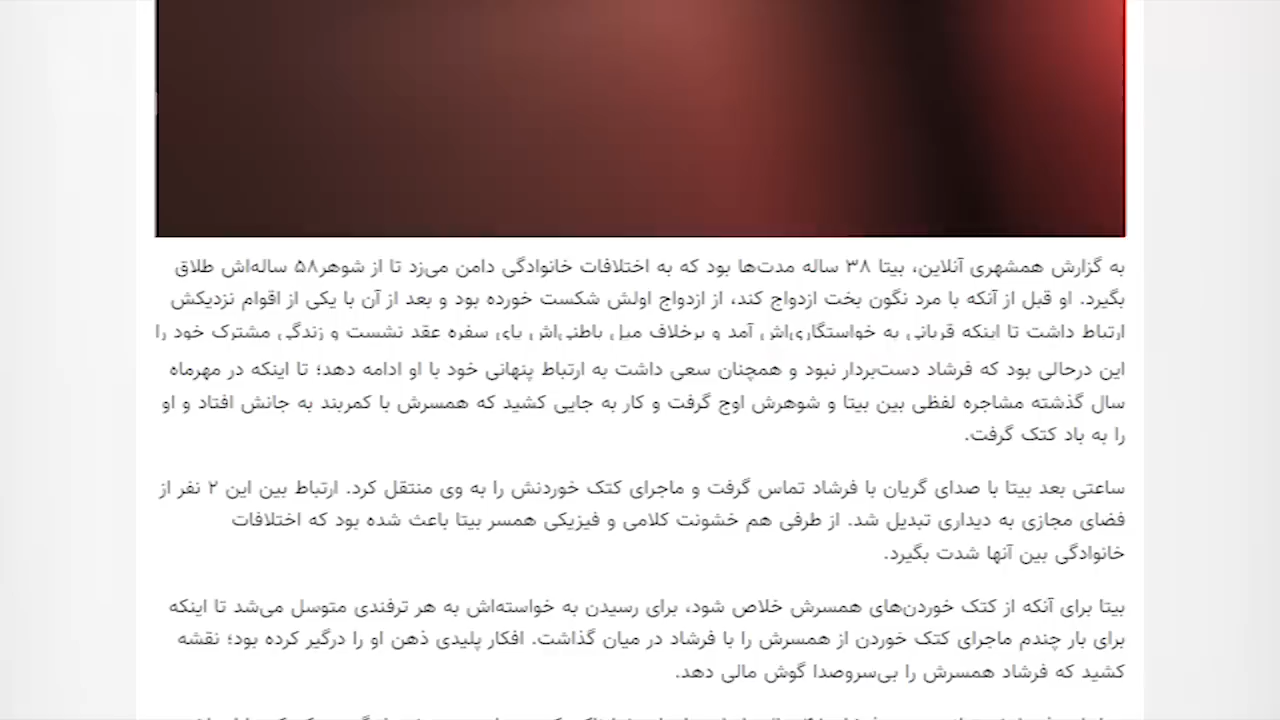 به گزارش همشهری آنلاین، بیتا ۳۸ ساله مدت‌ها بود که به اختلافات خانوادگی دامن می‌زد تا از شوهر۵۸ ساله‌اش طلاق
بگیرد. او قبل از آنکه با مرد نگون بخت ازدواج کند، از ازدواج اولش شکست خورده بود و بعد از آن با یکی از اقوام نزدیکش
ارتباط داشت تا اینکه قربانی به خواستگاری‌اش آمد و برخلاف میل باطنی‌اش پای سفره عقد نشست و زندگی مشترک خود را
این درحالی بود که فرشاد دست‌بردار نبود و همچنان سعی داشت به ارتباط پنهانی خود با او ادامه دهد؛ تا اینکه در مهرماه
سال گذشته مشاجره لفظی بین بیتا و شوهرش اوج گرفت و کار به جایی کشید که همسرش با کمربند به جانش افتاد و او
را به باد کتک گرفت.
ساعتی بعد بیتا با صدای گریان با فرشاد تماس گرفت و ماجرای کتک خوردنش را به وی منتقل کرد. ارتباط بین این ۲ نفر از
فضای مجازی به دیداری تبدیل شد. از طرفی هم خشونت کلامی و فیزیکی همسر بیتا باعث شده بود که اختلافات
خانوادگی بین آنها شدت بگیرد.
بیتا برای آنکه از کتک خوردن‌های همسرش خلاص شود، برای رسیدن به خواسته‌اش به هر ترفندی متوسل می‌شد تا اینکه
برای بار چندم ماجرای کتک خوردن از همسرش را با فرشاد در میان گذاشت. افکار پلیدی ذهن او را درگیر کرده بود؛ نقشه
کشید که فرشاد همسرش را بی‌سروصدا گوش مالی دهد.